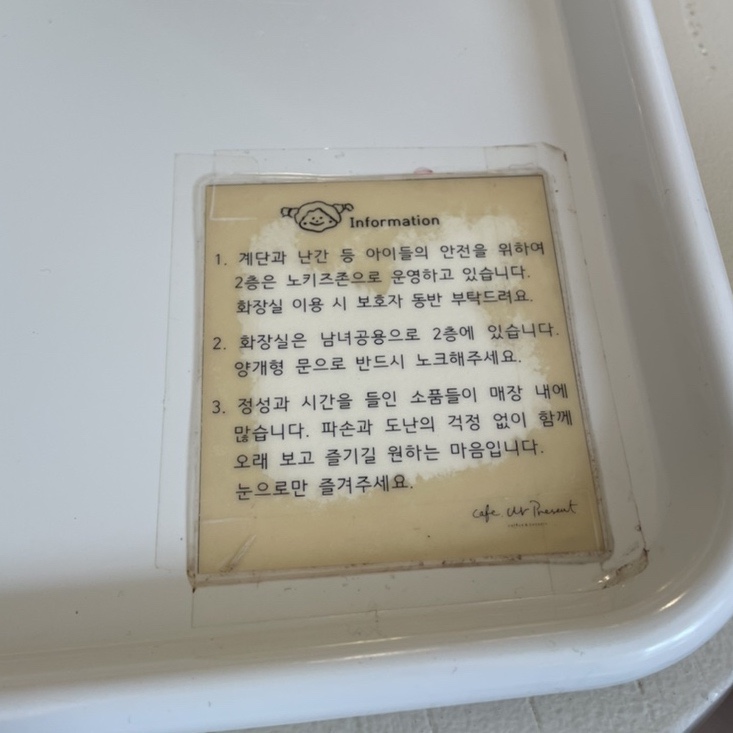 Information
1. 계단과 난간 등 아이들의 안전을 위하여
2층은 노키즈존으로 운영하고 있습니다.
화장실 이용 시 보호자 동반 부탁드려요.
2. 화장실은 남녀공용으로 2층에 있습니다.
양개형 문으로 반드시 노크해주세요.
3. 정성과 시간을 들인 소품들이 매장 내에
많습니다. 파손과 도난의 걱정 없이 함께
오래 보고 즐기길 원하는 마음입니다.
눈으로만 즐겨주세요.
cafe ur Present